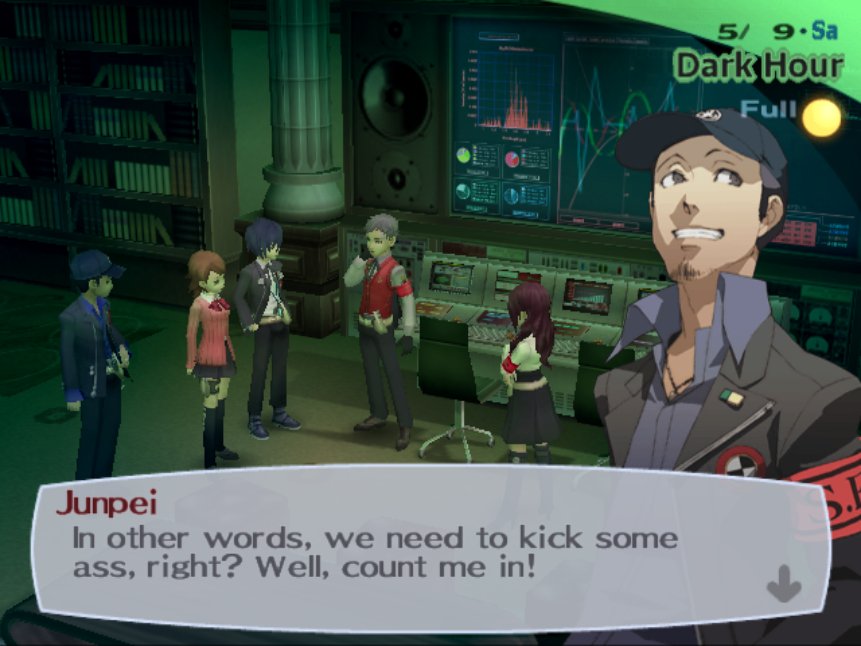 5/ 9・Sa
Dark Hour
Full
Junpei
In other words, we need to kick some
ass, right? Well, count me in!